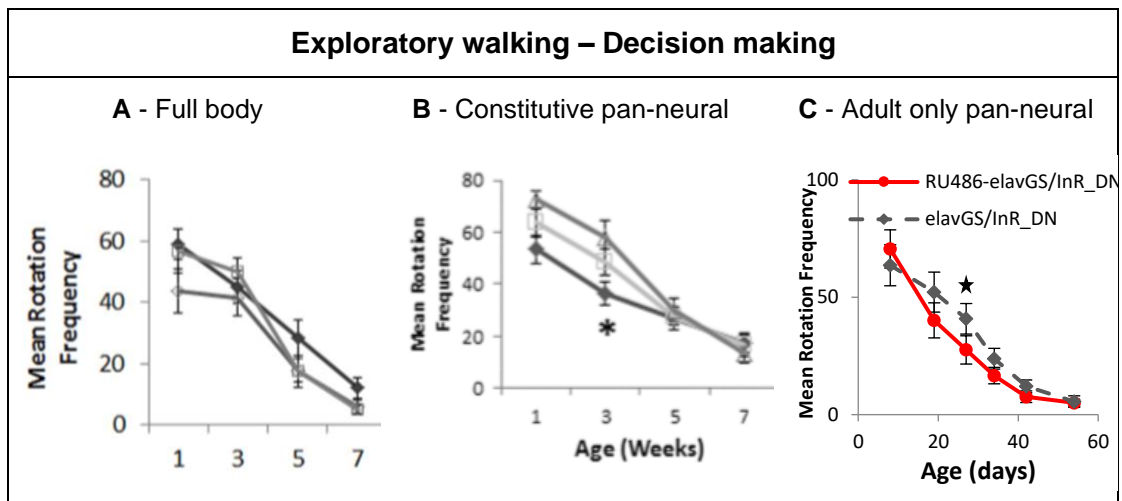 Exploratory walking – Decision making
A - Full body
B - Constitutive pan-neural
C - Adult only pan-neural
Mean Rotation
Frequency
80
60
40
20
0
1 3 5 7
Mean Rotation
Frequency
80
60
40
20
0
*
1 3 5 7
Age (Weeks)
Mean Rotation Frequency
100
50
0
RU486-elavGS/InR_DN
elavGS/InR_DN
0 20 40 60
Age (days)